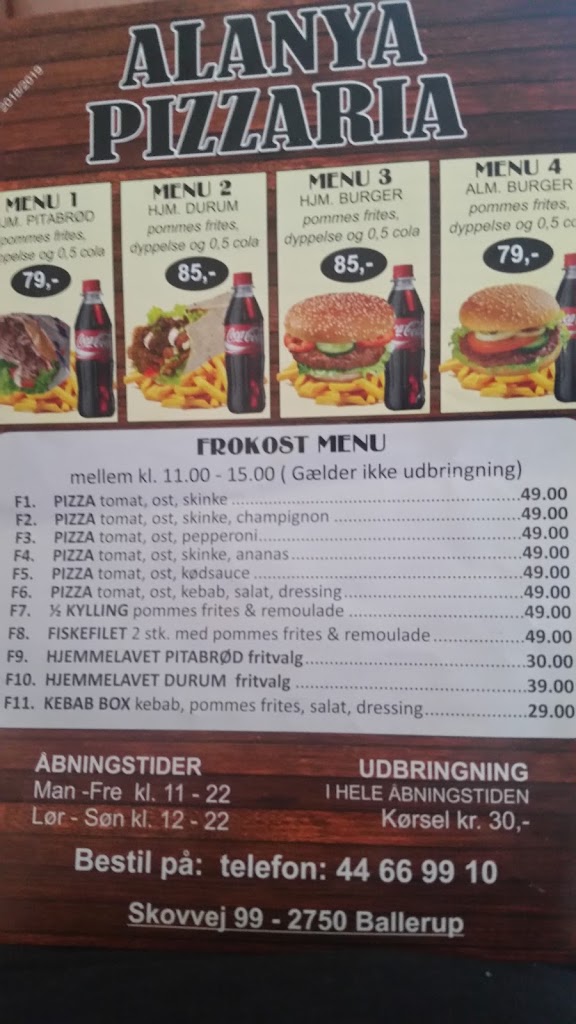 2018/2019
ALANYA
PIZZARIA
MENU 1
JM. PITABRØD
pommes frites,
pelse og 0,5 cola
79,-
MENU 2
HJM. DURUM
pommes frites,
dyppelse og 0,5 cola
85,-
MENU 3
HJM. BURGER
pommes frites,
dyppelse og 0,5 cola
85,-
MENU 4
ALM. BURGER
pommes frites,
dyppelse og 0,5 co
79,-
FROKOST MENU
mellem kl. 11.00 - 15.00 ( Gælder ikke udbringning)
F1. PIZZA tomat, ost, skinke ..... 49.00
F2. PIZZA tomat, ost, skinke, champignon ..... 49.00
F3. PIZZA tomat, ost, pepperoni ..... 49.00
F4. PIZZA tomat, ost, skinke, ananas ..... 49.00
F5. PIZZA tomat, ost, kødsauce ..... 49.00
F6. PIZZA tomat, ost, kebab, salat, dressing ..... 49.00
F7. ½ KYLLING pommes frites & remoulade ..... 49.00
F8. FISKEFILET 2 stk. med pommes frites & remoulade ..... 49.00
F9. HJEMMELAVET PITABRØD fritvalg ..... 30.00
F10. HJEMMELAVET DURUM fritvalg ..... 39.00
F11. KEBAB BOX kebab, pommes frites, salat, dressing ..... 29.00
ÅBNINGSTIDER
Man -Fre kl. 11 - 22
Lør - Søn kl. 12 - 22
UDBRINGNING
I HELE ÅBNINGSTIDEN
Kørsel kr. 30,-
Bestil på: telefon: 44 66 99 10
Skovvej 99 - 2750 Ballerup